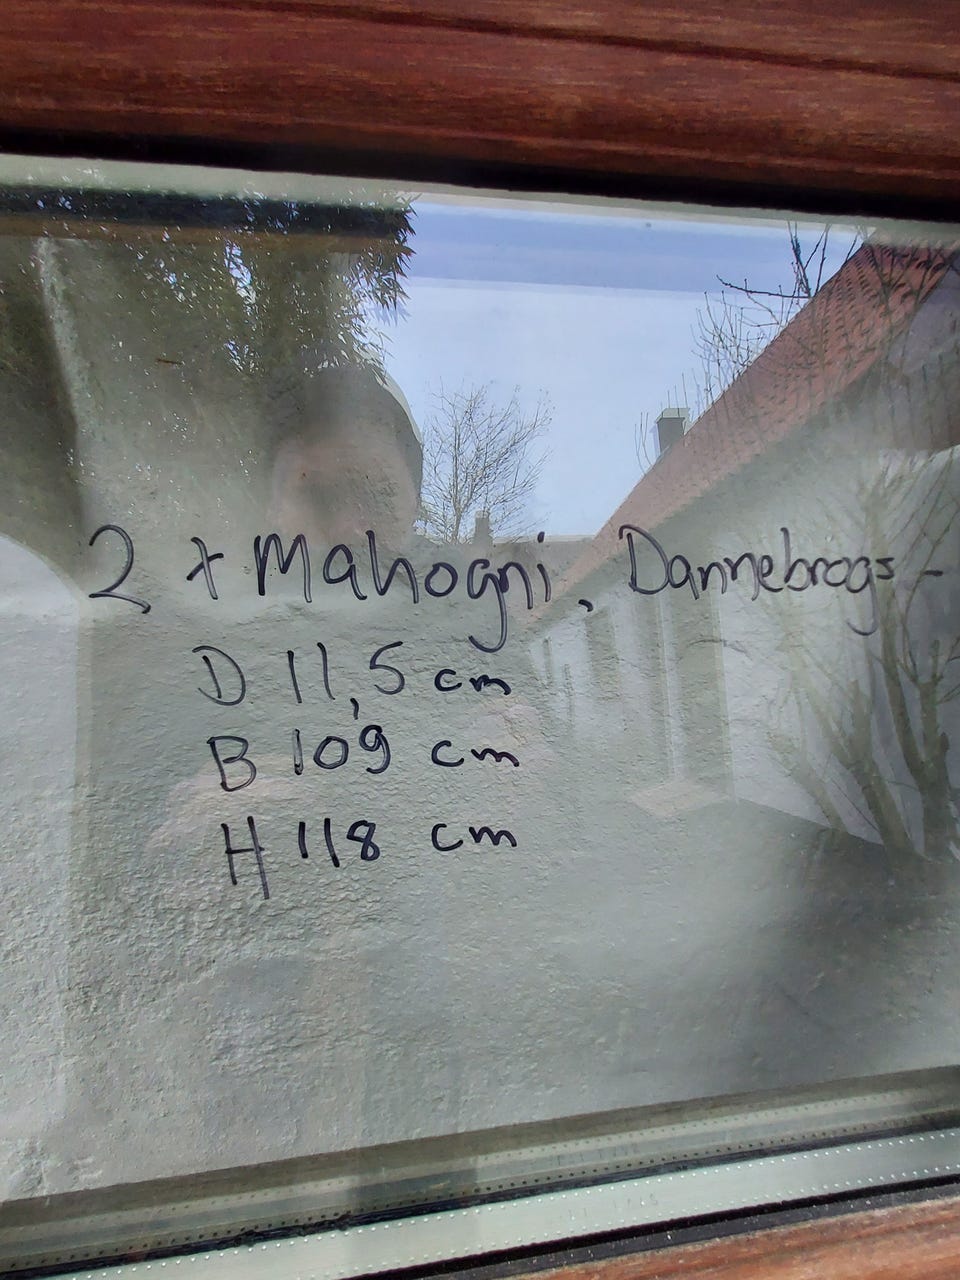 2 x Mahogni, Dannebrogs-
D 11,5 cm
B 109 cm
H 118 cm